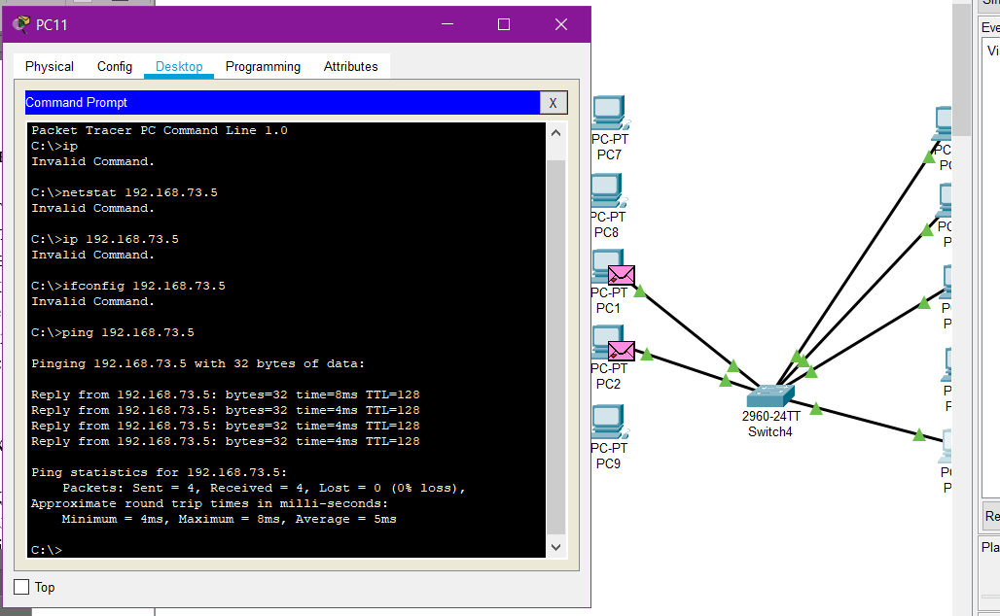 PC11
Physical Config Desktop Programming Attributes
Command Prompt
X
Packet Tracer PC Command Line 1.0
C:\>ip
Invalid Command.
C:\>netstat 192.168.73.5
Invalid Command.
C:\>ip 192.168.73.5
Invalid Command.
C:\>ifconfig 192.168.73.5
Invalid Command.
C:\>ping 192.168.73.5
Pinging 192.168.73.5 with 32 bytes of data:
Reply from 192.168.73.5: bytes=32 time=8ms TTL=128
Reply from 192.168.73.5: bytes=32 time=4ms TTL=128
Reply from 192.168.73.5: bytes=32 time=4ms TTL=128
Reply from 192.168.73.5: bytes=32 time=4ms TTL=128
Ping statistics for 192.168.73.5:
Packets: Sent = 4, Received = 4, Lost = 0 (0% loss),
Approximate round trip times in milli-seconds:
Minimum = 4ms, Maximum = 8ms, Average = 5ms
C:\>
Top
PC-PT
PC7
PC-PT
PC8
PC-PT
PC1
PC-PT
PC2
PC-PT
PC9
2960-24TT
Switch4